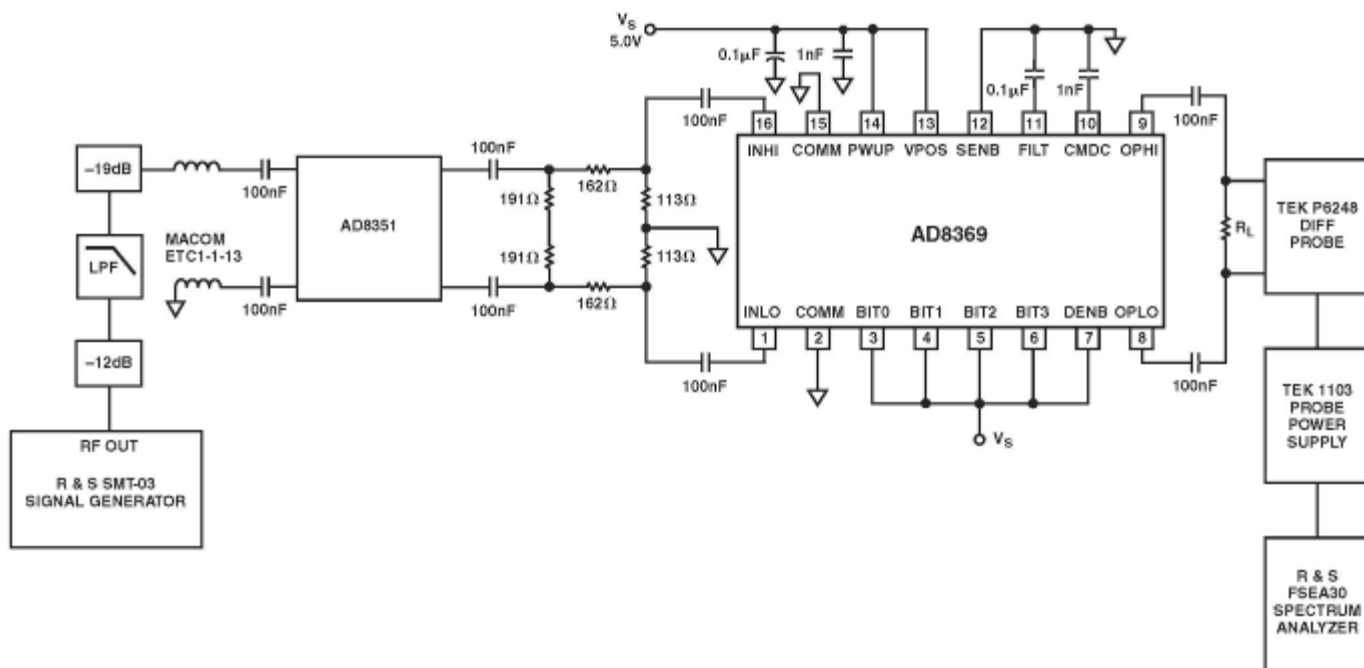 V_S
5.0V
0.1µF
1nF
0.1µF
1nF
100nF
100nF
16
15
14
13
12
11
10
9
INHI
COMM
PWUP
VPOS
SENB
FILT
CMDC
OPHI
–19dB
100nF
100nF
162Ω
191Ω
113Ω
AD8351
AD8369
R_L
TEK P6248
DIFF
PROBE
MACOM
ETC1-1-13
LPF
191Ω
113Ω
100nF
100nF
162Ω
INLO
COMM
BIT0
BIT1
BIT2
BIT3
DENB
OPLO
1
2
3
4
5
6
7
8
100nF
100nF
–12dB
V_S
TEK 1103
PROBE
POWER
SUPPLY
RF OUT
R & S SMT-03
SIGNAL GENERATOR
R & S
FSEA30
SPECTRUM
ANALYZER